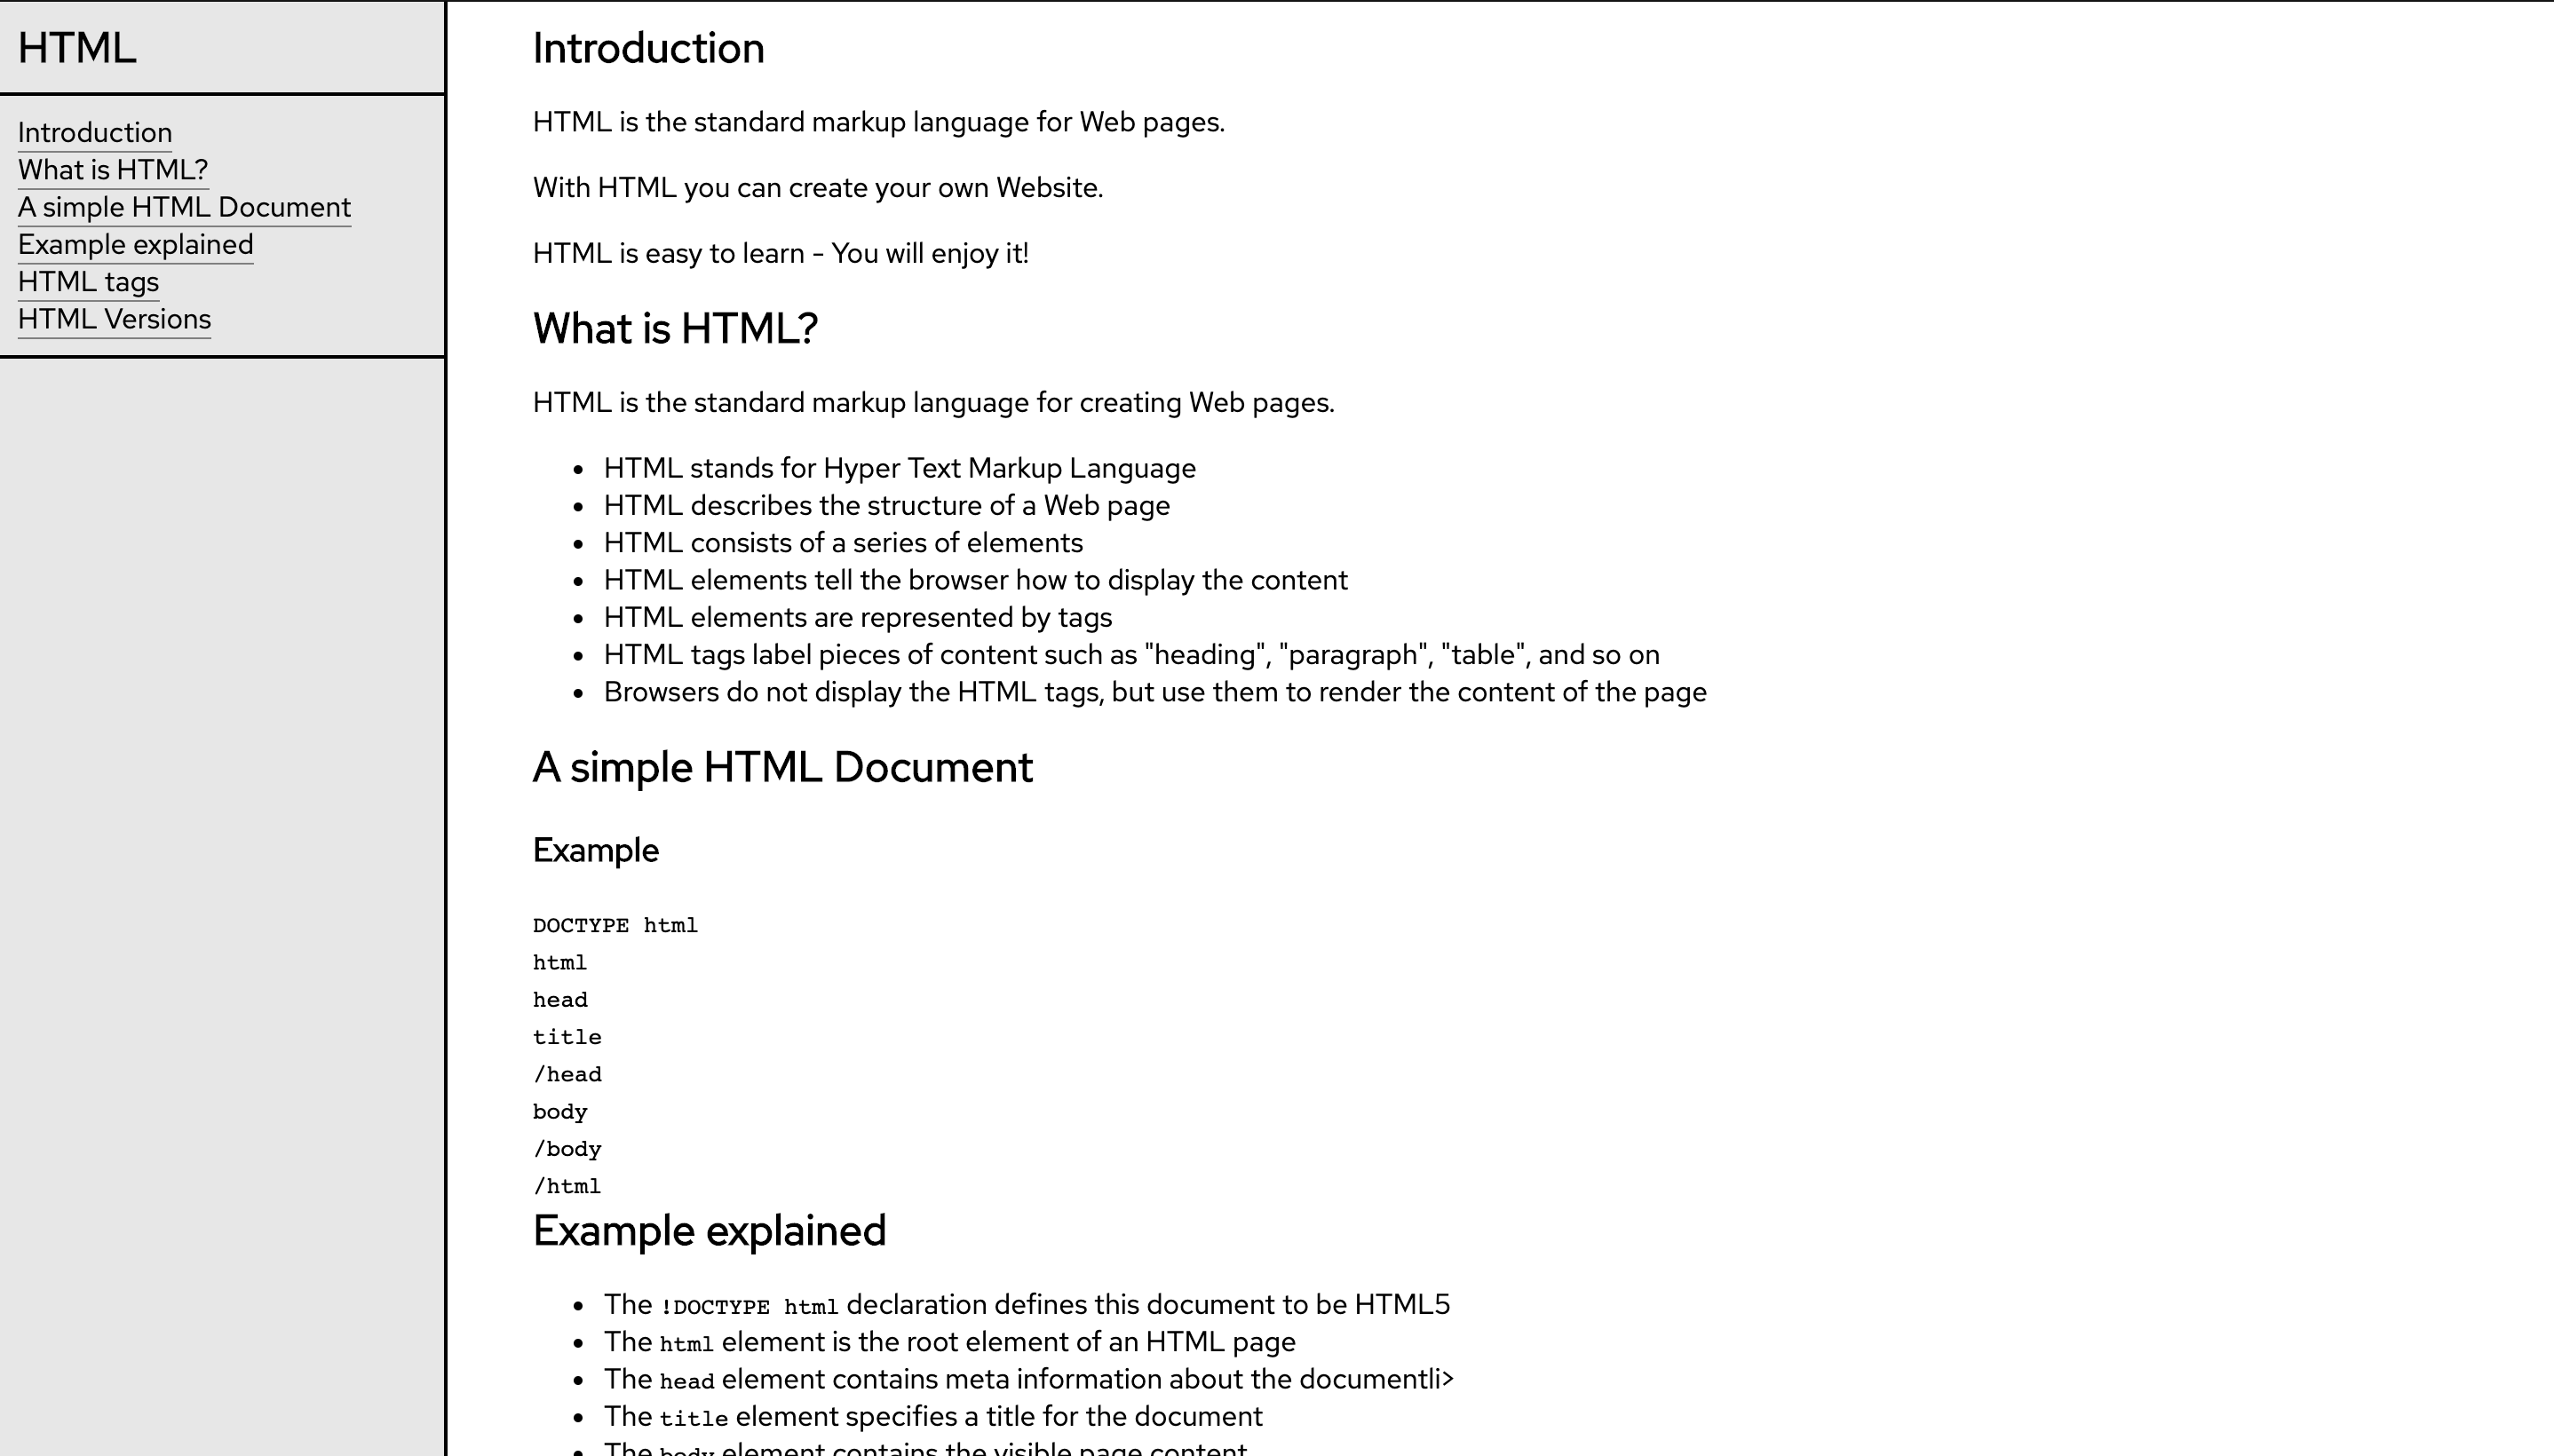 HTML
Introduction
What is HTML?
A simple HTML Document
Example explained
HTML tags
HTML Versions
Introduction
HTML is the standard markup language for Web pages.
With HTML you can create your own Website.
HTML is easy to learn - You will enjoy it!
What is HTML?
HTML is the standard markup language for creating Web pages.
• HTML stands for Hyper Text Markup Language
• HTML describes the structure of a Web page
• HTML consists of a series of elements
• HTML elements tell the browser how to display the content
• HTML elements are represented by tags
• HTML tags label pieces of content such as "heading", "paragraph", "table", and so on
• Browsers do not display the HTML tags, but use them to render the content of the page
A simple HTML Document
Example
DOCTYPE html
html
head
title
/head
body
/body
/html
Example explained
• The !DOCTYPE html declaration defines this document to be HTML5
• The html element is the root element of an HTML page
• The head element contains meta information about the documentli>
• The title element specifies a title for the document
• The body element contains the visible page content